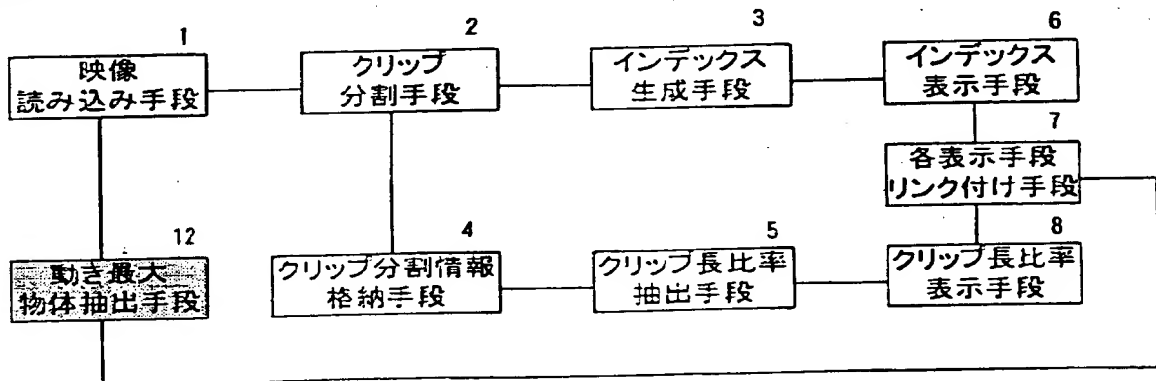 1
映像
読み込み手段
2
クリップ
分割手段
3
インデックス
生成手段
6
インデックス
表示手段
7
各表示手段
リンク付け手段
12
動き最大
物体抽出手段
4
クリップ分割情報
格納手段
5
クリップ長比率
抽出手段
8
クリップ長比率
表示手段